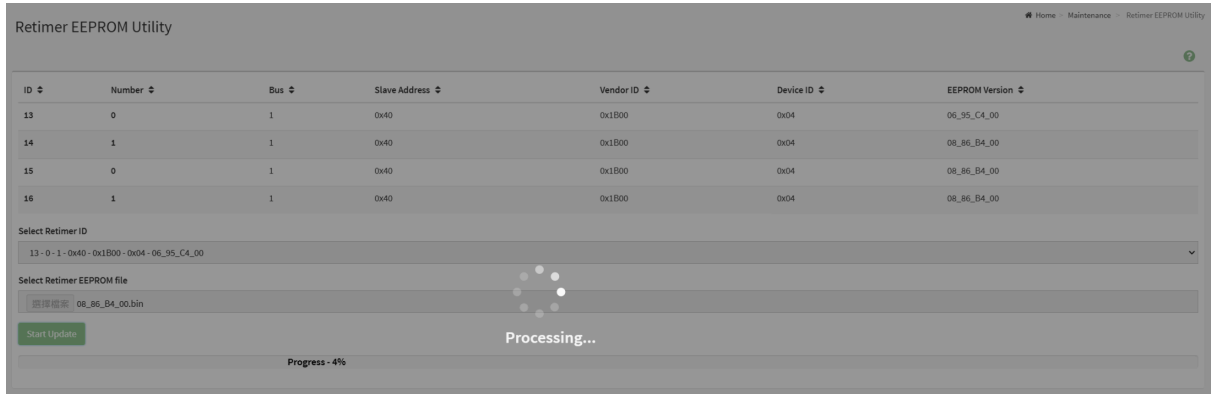 Retimer EEPROM Utility
Home > Maintenance > Retimer EEPROM Utility
ID Number Bus Slave Address Vendor ID Device ID EEPROM Version
13 0 1 0x40 0x1B00 0x04 06_95_C4_00
14 1 1 0x40 0x1B00 0x04 08_86_B4_00
15 0 1 0x40 0x1B00 0x04 08_86_B4_00
16 1 1 0x40 0x1B00 0x04 08_86_B4_00
Select Retimer ID
13 - 0 - 1 - 0x40 - 0x1B00 - 0x04 - 06_95_C4_00
Select Retimer EEPROM file
選擇檔案 08_86_B4_00.bin
Start Update
Processing...
Progress - 4%